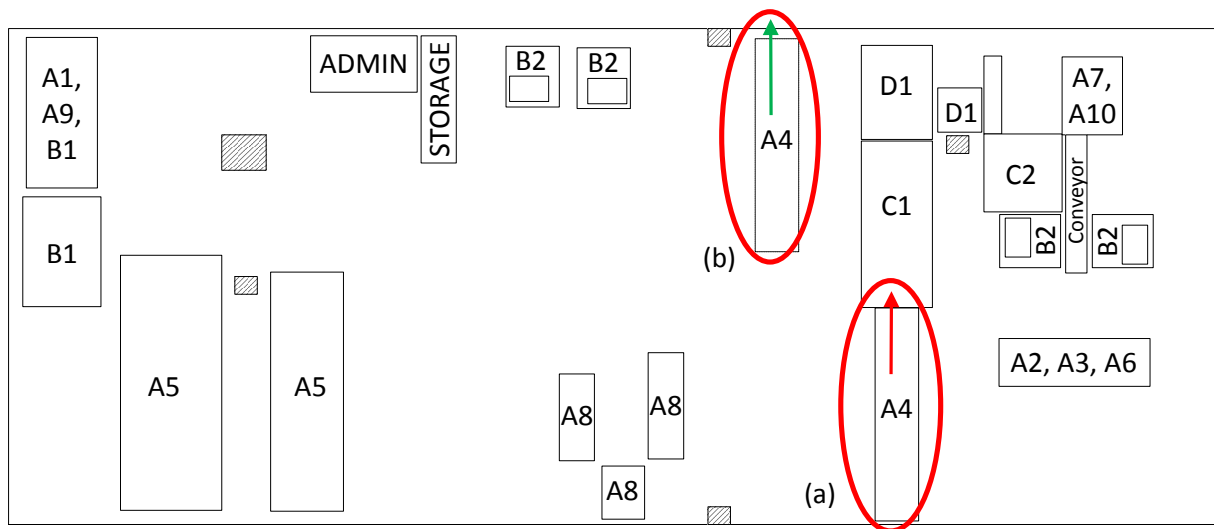 A1,
A9,
B1
ADMIN
STORAGE
B2
B2
A4
D1
D1
A7,
A10
C2
Conveyor
C1
B1
(b)
B2
B2
A5
A5
A8
A8
A8
A4
(a)
A2, A3, A6